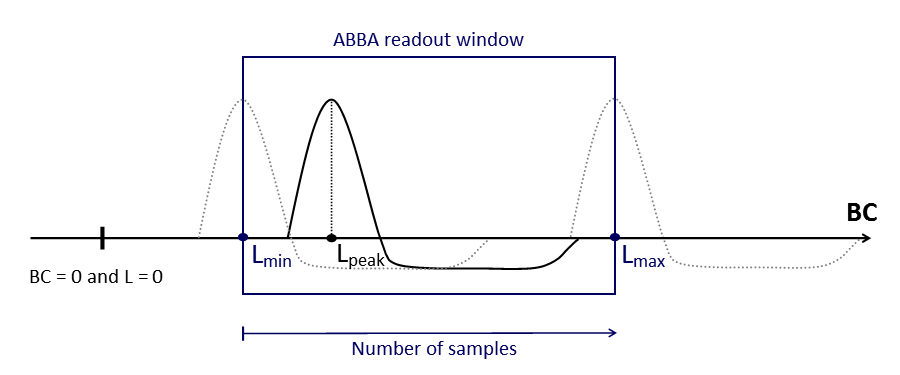 ABBA readout window
BC
Lmin
Lpeak
Lmax
BC = 0 and L = 0
Number of samples